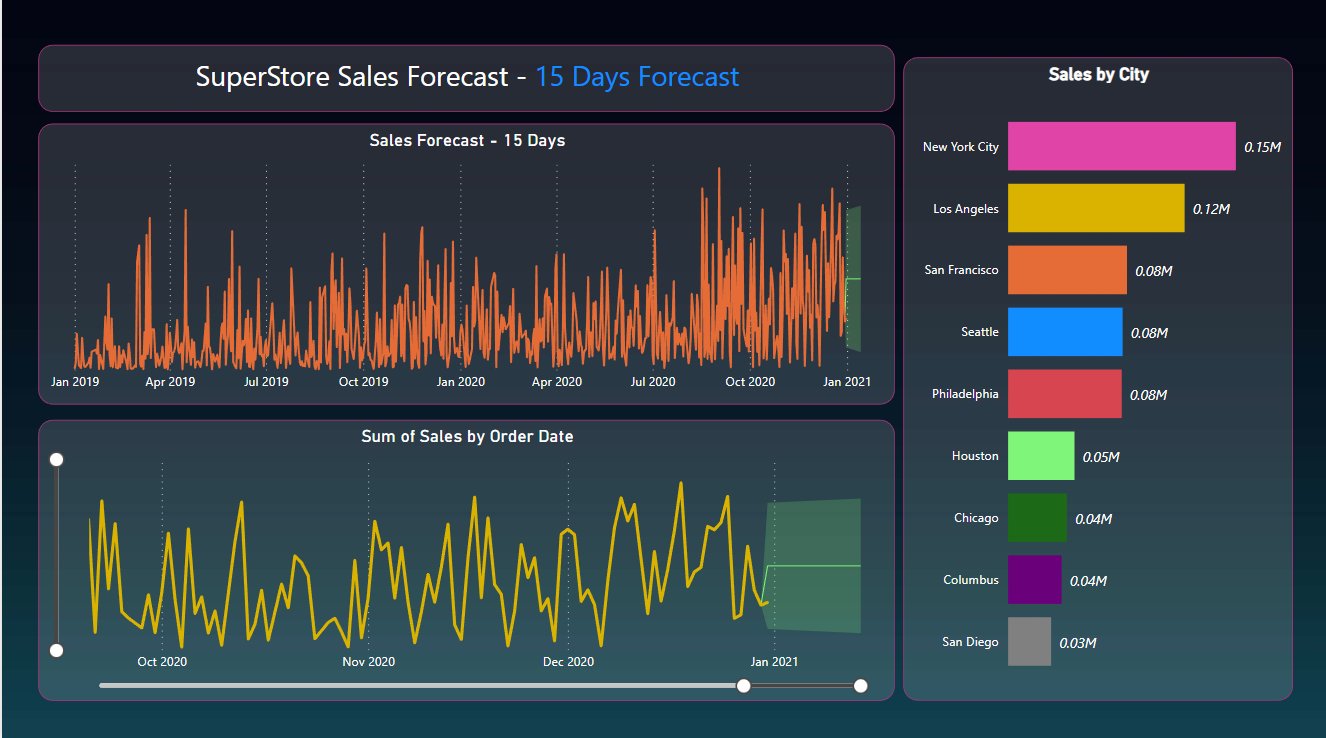 SuperStore Sales Forecast - 15 Days Forecast
Sales Forecast - 15 Days
Jan 2019 Apr 2019 Jul 2019 Oct 2019 Jan 2020 Apr 2020 Jul 2020 Oct 2020 Jan 2021
Sum of Sales by Order Date
Oct 2020 Nov 2020 Dec 2020 Jan 2021
Sales by City
New York City 0.15M
Los Angeles 0.12M
San Francisco 0.08M
Seattle 0.08M
Philadelphia 0.08M
Houston 0.05M
Chicago 0.04M
Columbus 0.04M
San Diego 0.03M